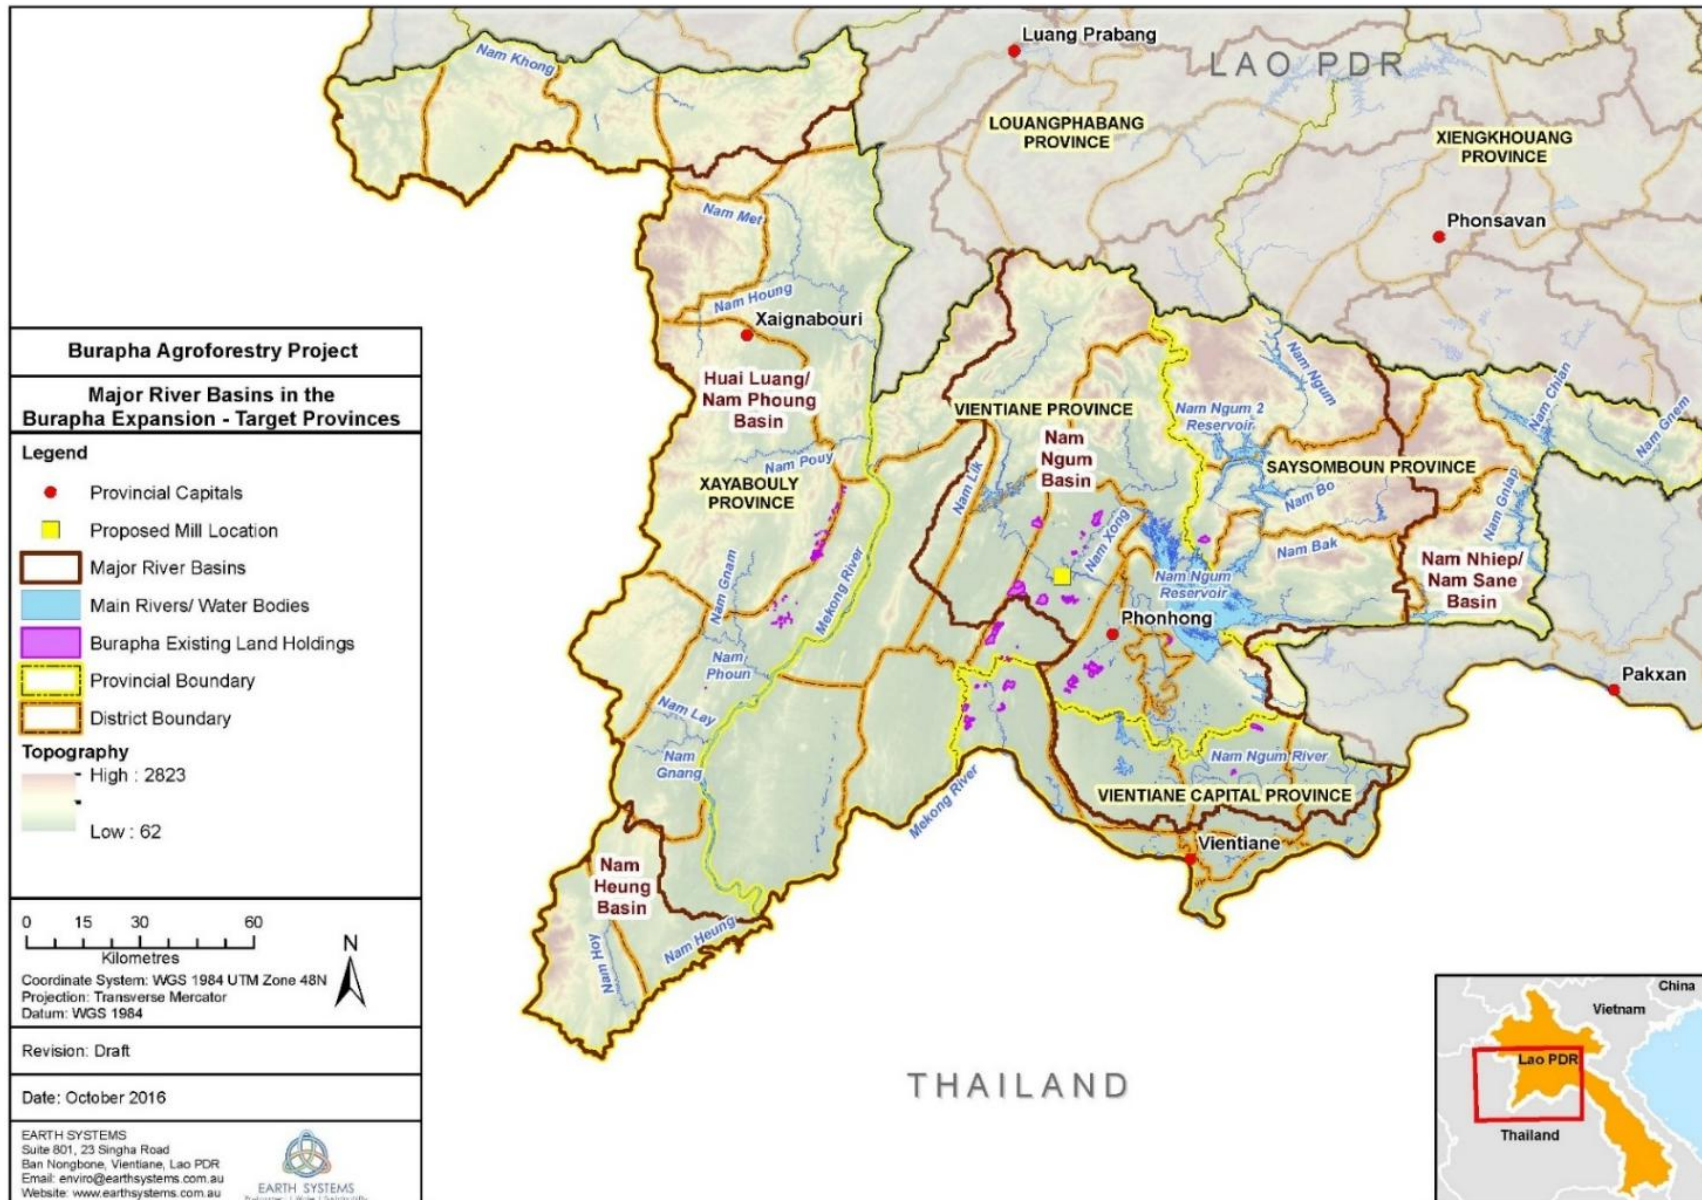 Luang Prabang
LAO PDR
Nam Khong
LOUANGPHABANG
PROVINCE
XIENGKHOUANG
PROVINCE
Nam Met
Phonsavan
Nam Houng
Xaignabouri
Huai Luang/
Nam Phoung
Basin
VIENTIANE PROVINCE
Nam Ngum
Nam Ngum 2
Reservoir
Nam Chian
Nam Gnem
Nam
Ngum
Basin
Nam Pouy
XAYABOULY
PROVINCE
Nam Lik
SAYSOMBOUN PROVINCE
Nam Bo
Nam Gniap
Nam Xong
Nam Bak
Nam Nhiep/
Nam Sane
Basin
Nam Gnam
Mekong River
Nam Ngum
Reservoir
Phonhong
Nam
Phoun
Pakxan
Nam Lay
Nam
Gnang
Nam Ngum River
Mekong River
VIENTIANE CAPITAL PROVINCE
Vientiane
Nam
Heung
Basin
Nam Heung
Nam Hoy
THAILAND
Burapha Agroforestry Project
Major River Basins in the
Burapha Expansion - Target Provinces
Legend
Provincial Capitals
Proposed Mill Location
Major River Basins
Main Rivers/ Water Bodies
Burapha Existing Land Holdings
Provincial Boundary
District Boundary
Topography
High : 2823
Low : 62
0 15 30 60
Kilometres
N
Coordinate System: WGS 1984 UTM Zone 48N
Projection: Transverse Mercator
Datum: WGS 1984
Revision: Draft
Date: October 2016
EARTH SYSTEMS
Suite 801, 23 Singha Road
Ban Nongbone, Vientiane, Lao PDR
Email: enviro@earthsystems.com.au
Website: www.earthsystems.com.au
EARTH SYSTEMS
China
Vietnam
Lao PDR
Thailand